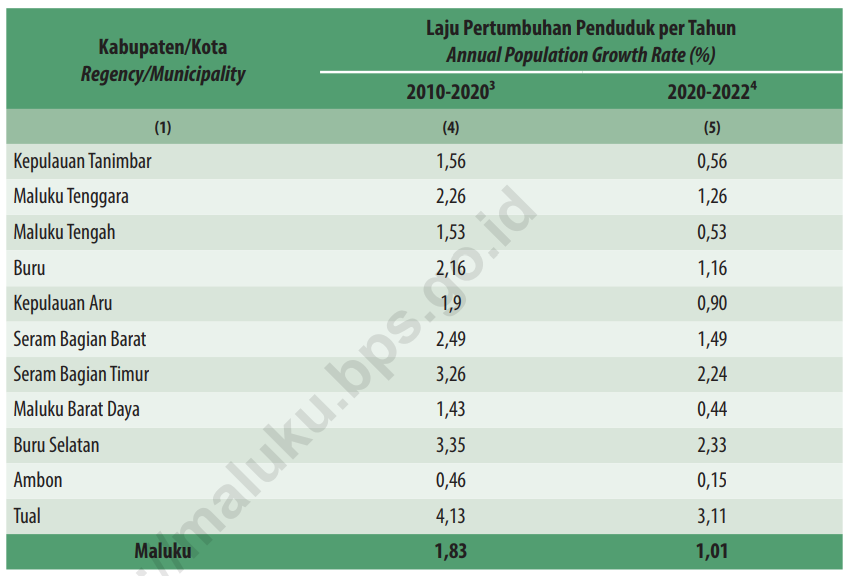 Kabupaten/Kota
Regency/Municipality
Laju Pertumbuhan Penduduk per Tahun
Annual Population Growth Rate (%)
2010-2020³ 2020-2022⁴
(1) (4) (5)
Kepulauan Tanimbar 1,56 0,56
Maluku Tenggara 2,26 1,26
Maluku Tengah 1,53 0,53
Buru 2,16 1,16
Kepulauan Aru 1,9 0,90
Seram Bagian Barat 2,49 1,49
Seram Bagian Timur 3,26 2,24
Maluku Barat Daya 1,43 0,44
Buru Selatan 3,35 2,33
Ambon 0,46 0,15
Tual 4,13 3,11
Maluku 1,83 1,01
//maluku.bps.go.id